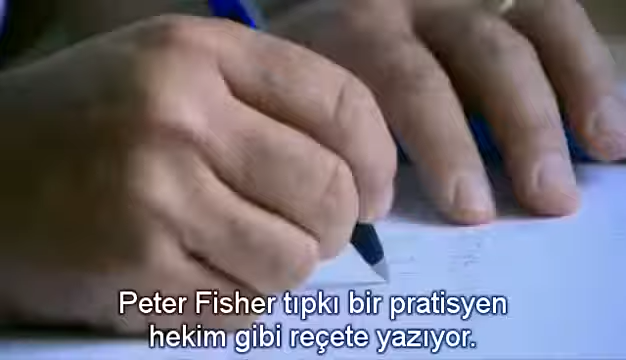 Peter Fisher tıpkı bir pratisyen
hekim gibi reçete yazıyor.